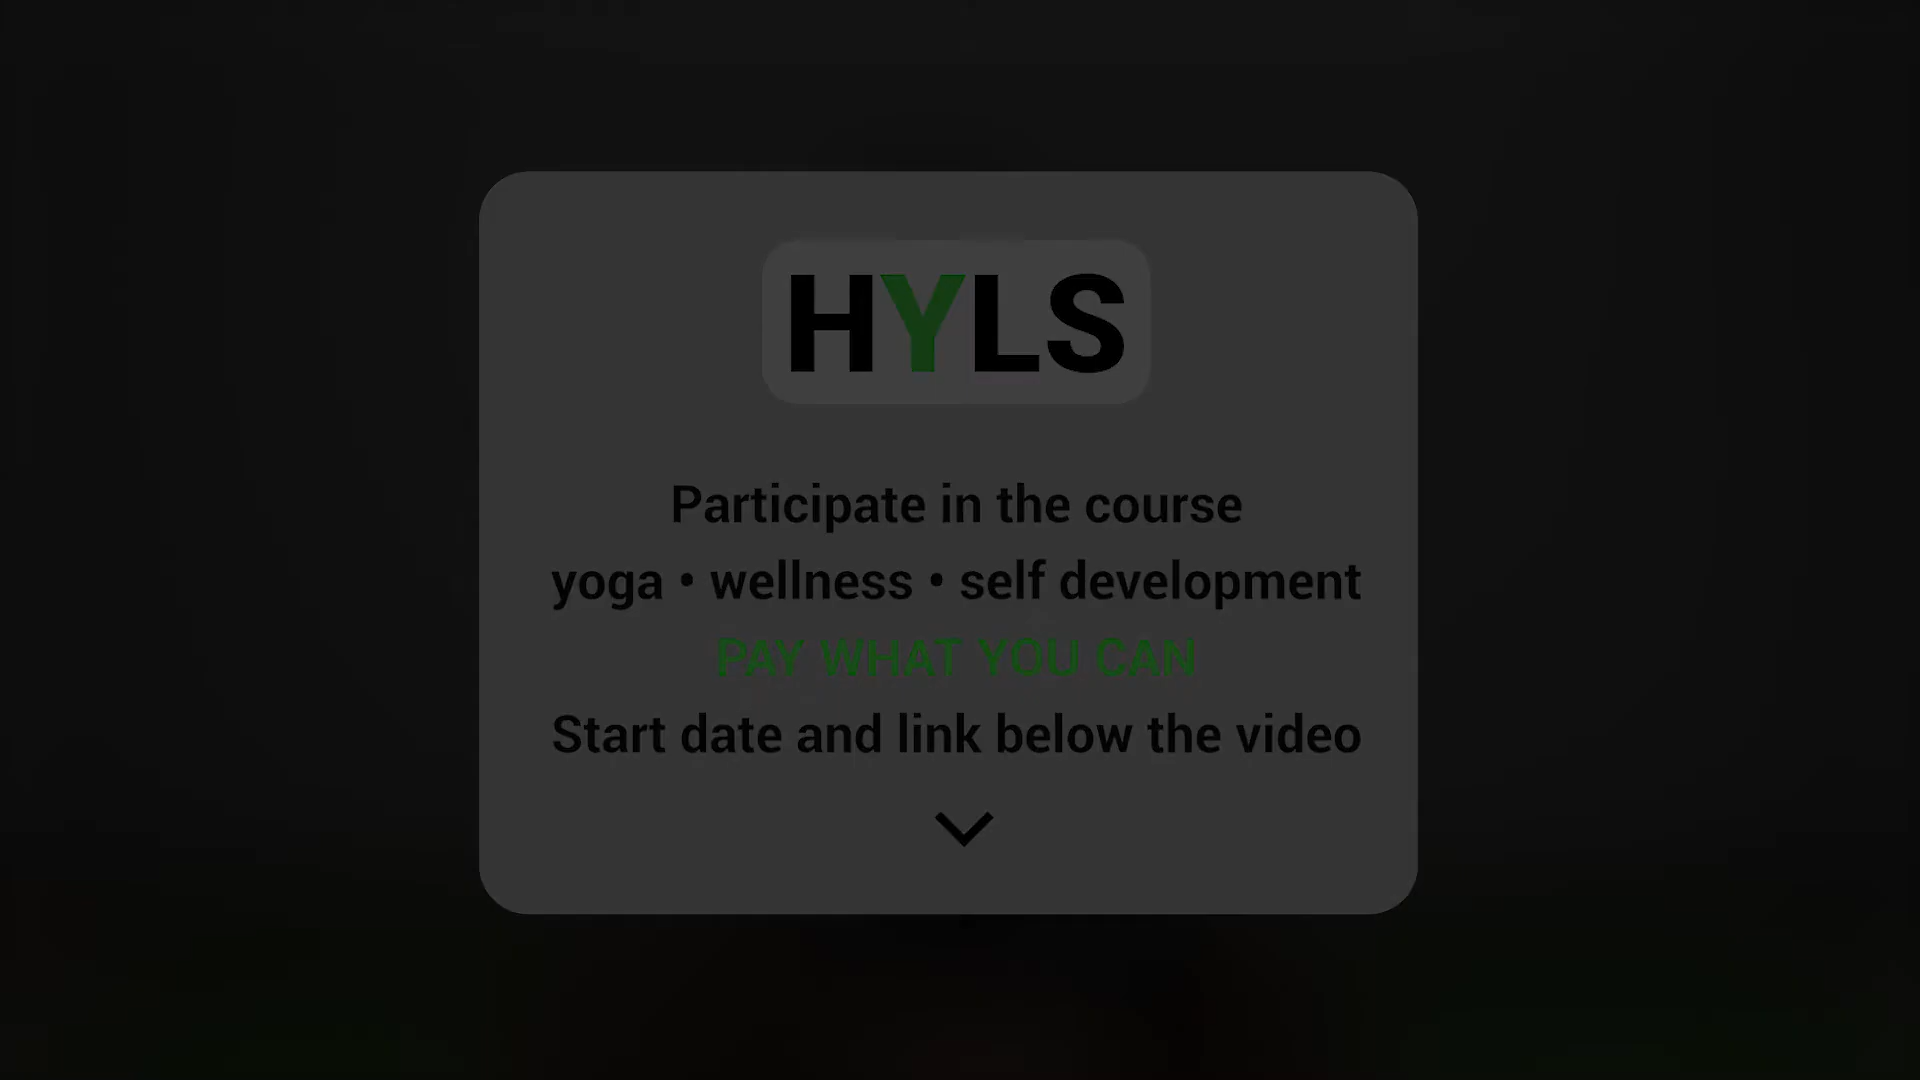 HYLS
Participate in the course
yoga • wellness • self development
PAY WHAT YOU CAN
Start date and link below the video